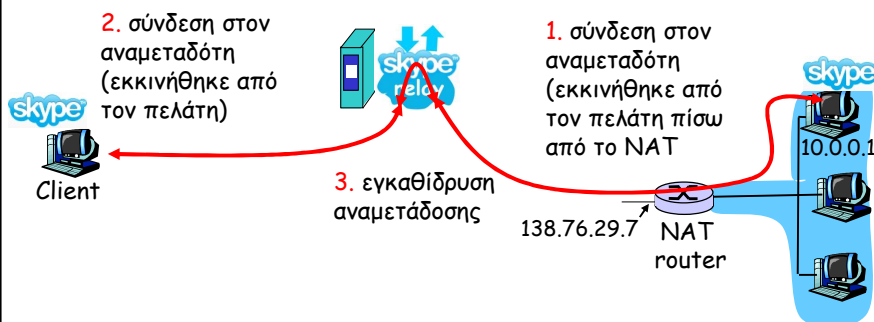 2. σύνδεση στον
αναμεταδότη
(εκκινήθηκε από
τον πελάτη)
skype
Client
skype
relay
3. εγκαθίδρυση
αναμετάδοσης
1. σύνδεση στον
αναμεταδότη
(εκκινήθηκε από
τον πελάτη πίσω
από το NAT
skype
10.0.0.1
138.76.29.7
NAT
router